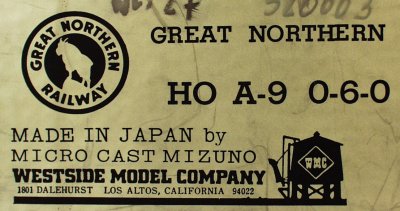 GREAT NORTHERN
RAILWAY
GREAT NORTHERN
HO A-9 0-6-0
MADE IN JAPAN by
MICRO CAST MIZUNO
WESTSIDE MODEL COMPANY
1801 DALEHURST LOS ALTOS, CALIFORNIA 94022
WMC